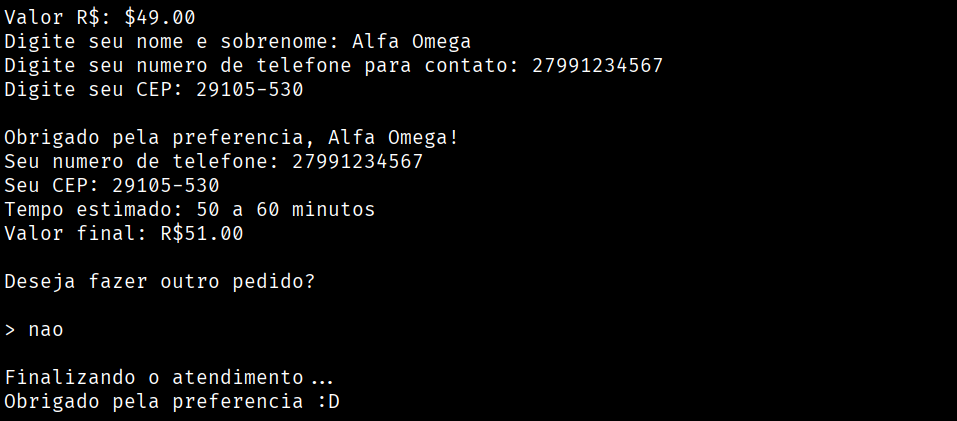 Valor R$: $49.00
Digite seu nome e sobrenome: Alfa Omega
Digite seu numero de telefone para contato: 27991234567
Digite seu CEP: 29105-530
Obrigado pela preferencia, Alfa Omega!
Seu numero de telefone: 27991234567
Seu CEP: 29105-530
Tempo estimado: 50 a 60 minutos
Valor final: R$51.00
Deseja fazer outro pedido?
> nao
Finalizando o atendimento...
Obrigado pela preferencia :D